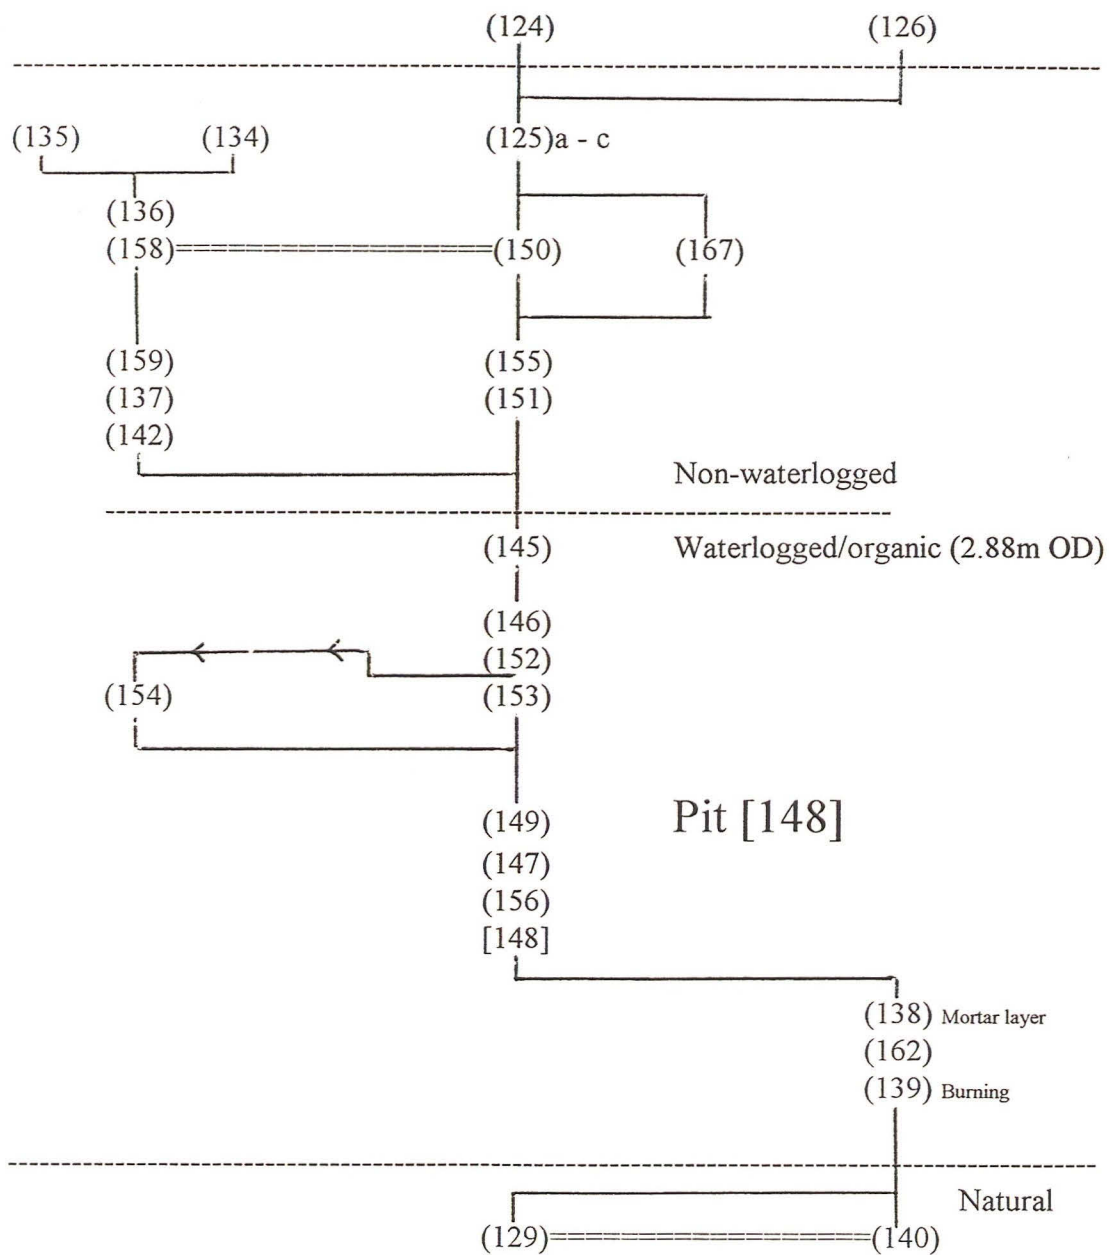 (124) (126)
(135) (134) (125)a - c
(136)
(158) (150) (167)
(159) (155)
(137) (151)
(142)
Non-waterlogged
(145) Waterlogged/organic (2.88m OD)
(146)
(152)
(154) (153)
(149) Pit [148]
(147)
(156)
[148]
(138) Mortar layer
(162)
(139) Burning
Natural
(129) (140)